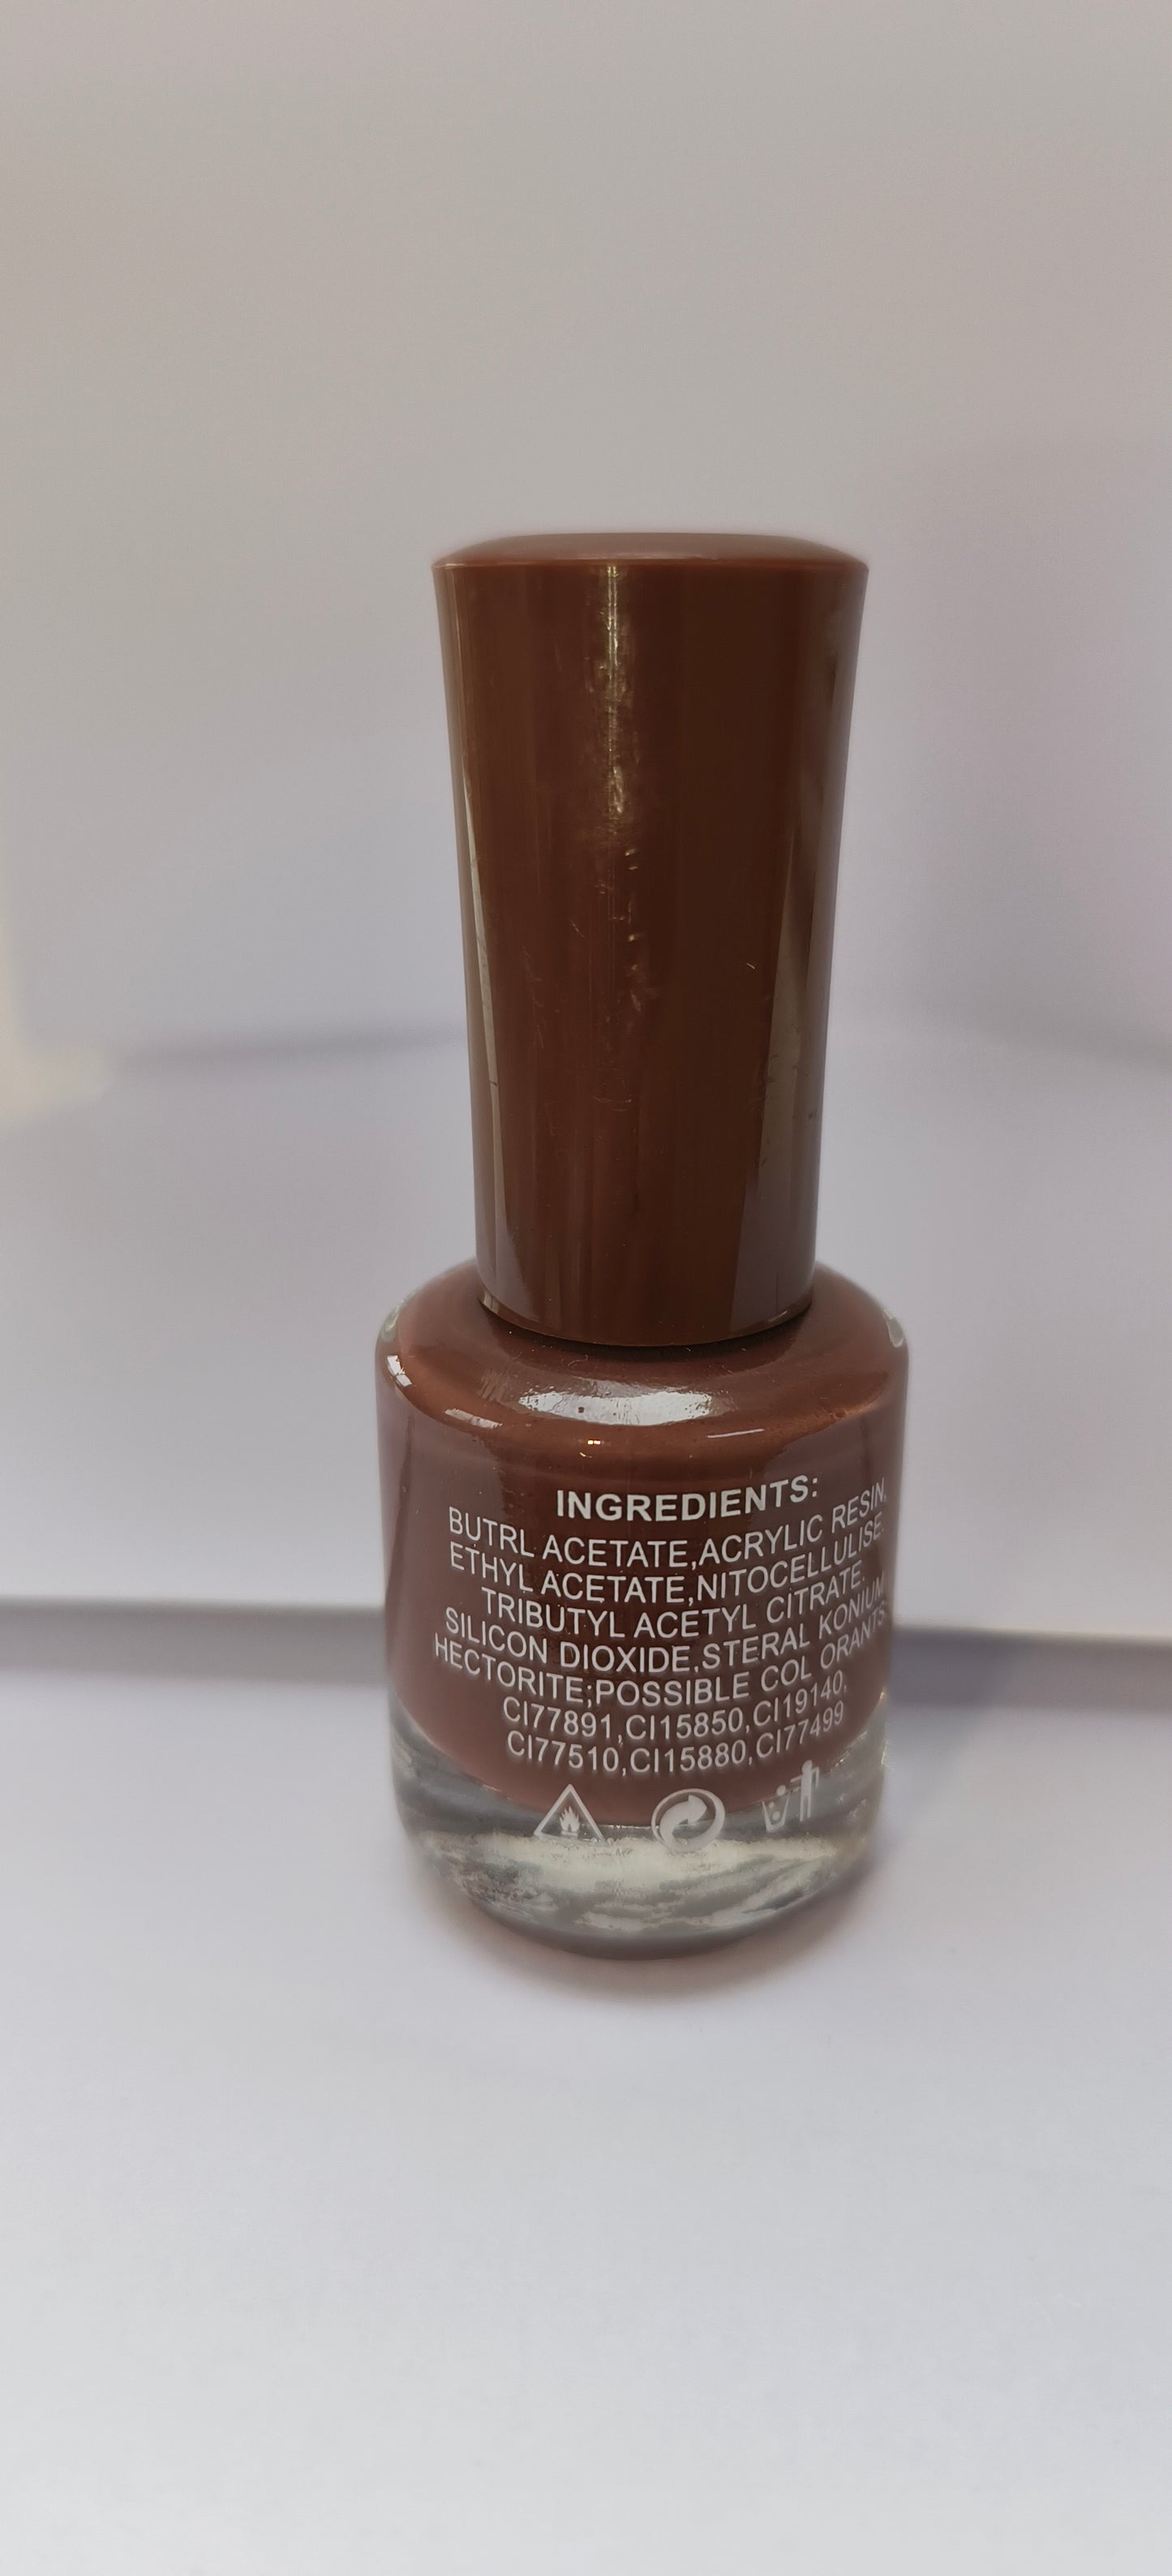 INGREDIENTS:
BUTRL ACETATE,ACRYLIC RESIN,
ETHYL ACETATE,NITOCELLULISE.
TRIBUTYL ACETYL CITRATE.
SILICON DIOXIDE,STERAL KONIUM
HECTORITE;POSSIBLE COL ORANTS:
CI77891,CI15850,CI19140,
CI77510,CI15880,CI77499